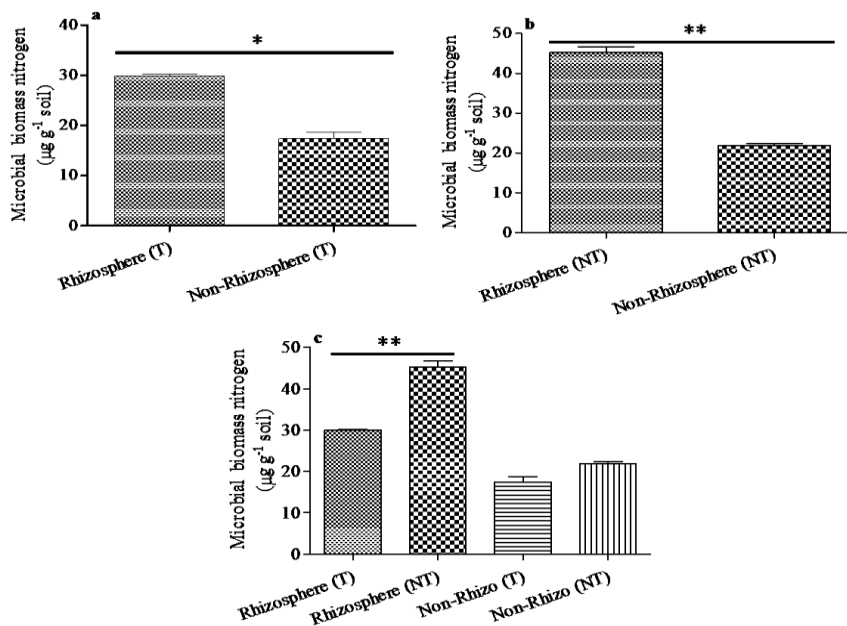 a
Microbial biomass nitrogen
(µg g-1 soil)
40
30
20
10
0
*
Rhizosphere (T)
Non-Rhizosphere (T)
b
Microbial biomass nitrogen
(µg g-1 soil)
50
40
30
20
10
0
**
Rhizosphere (NT)
Non-Rhizosphere (NT)
c
Microbial biomass nitrogen
(µg g-1 soil)
50
40
30
20
10
0
**
Rhizosphere (T)
Rhizosphere (NT)
Non-Rhizo (T)
Non-Rhizo (NT)